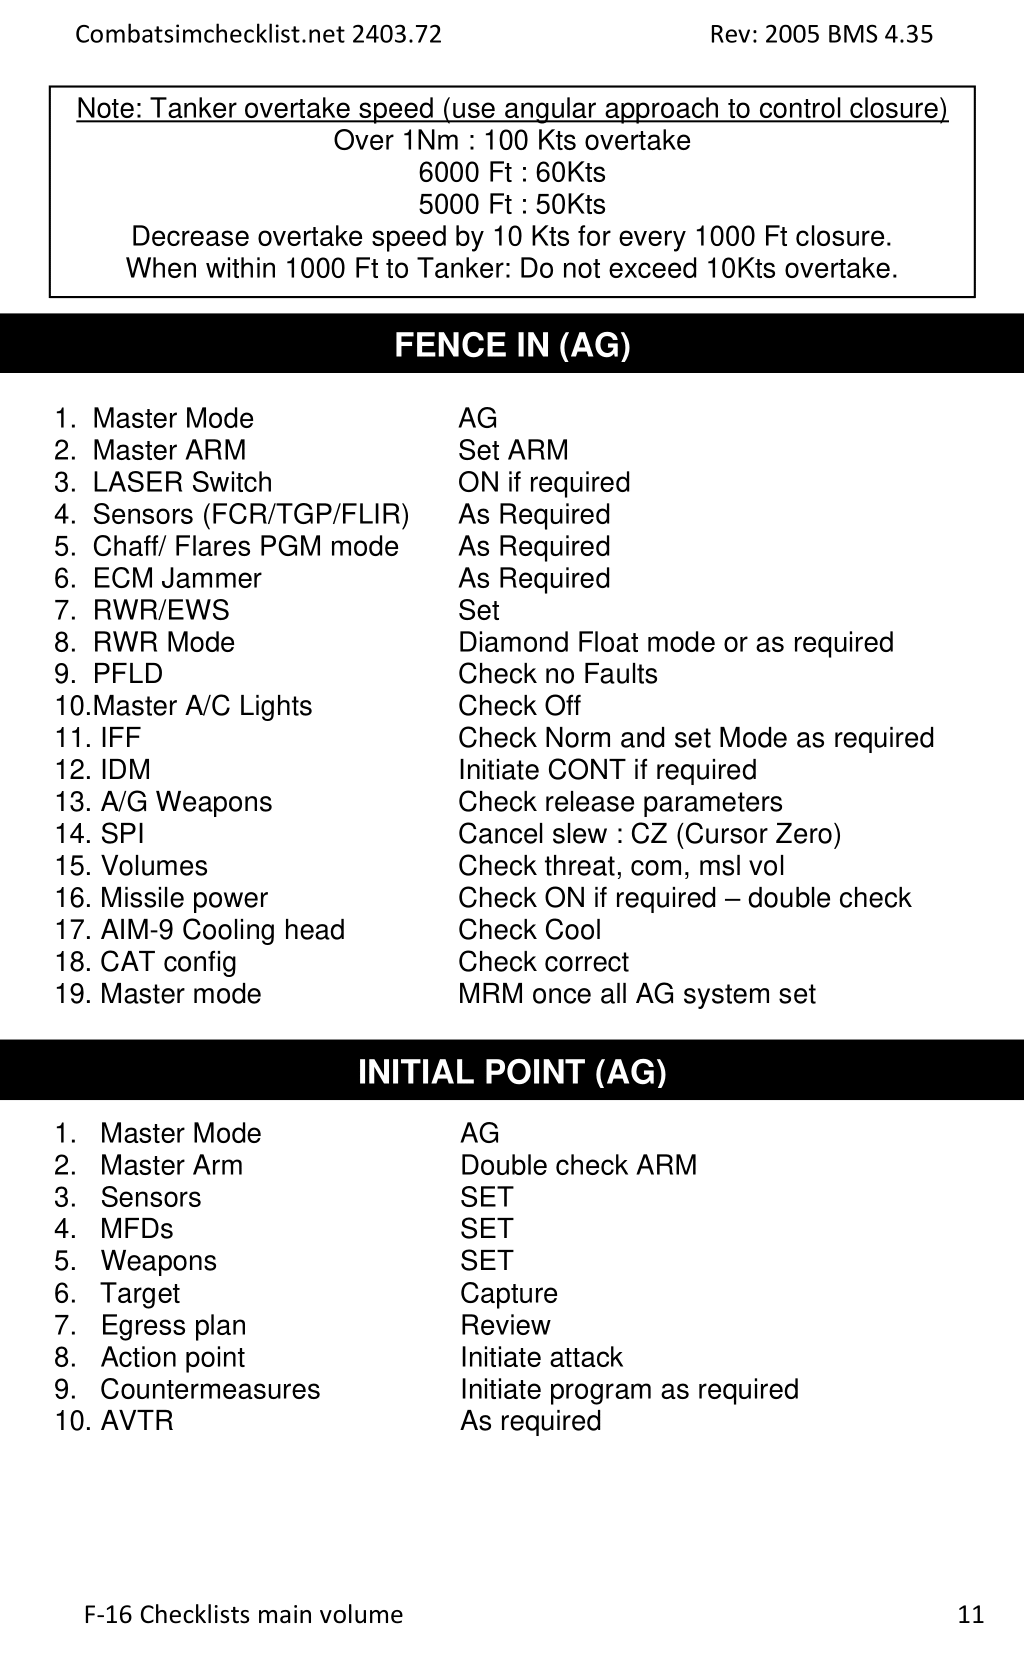 Combatsimchecklist.net 2403.72 Rev: 2005 BMS 4.35
Note: Tanker overtake speed (use angular approach to control closure)
Over 1Nm : 100 Kts overtake
6000 Ft : 60Kts
5000 Ft : 50Kts
Decrease overtake speed by 10 Kts for every 1000 Ft closure.
When within 1000 Ft to Tanker: Do not exceed 10Kts overtake.
FENCE IN (AG)
1. Master Mode AG
2. Master ARM Set ARM
3. LASER Switch ON if required
4. Sensors (FCR/TGP/FLIR) As Required
5. Chaff/ Flares PGM mode As Required
6. ECM Jammer As Required
7. RWR/EWS Set
8. RWR Mode Diamond Float mode or as required
9. PFLD Check no Faults
10.Master A/C Lights Check Off
11. IFF Check Norm and set Mode as required
12. IDM Initiate CONT if required
13. A/G Weapons Check release parameters
14. SPI Cancel slew : CZ (Cursor Zero)
15. Volumes Check threat, com, msl vol
16. Missile power Check ON if required – double check
17. AIM-9 Cooling head Check Cool
18. CAT config Check correct
19. Master mode MRM once all AG system set
INITIAL POINT (AG)
1. Master Mode AG
2. Master Arm Double check ARM
3. Sensors SET
4. MFDs SET
5. Weapons SET
6. Target Capture
7. Egress plan Review
8. Action point Initiate attack
9. Countermeasures Initiate program as required
10. AVTR As required
F-16 Checklists main volume 11